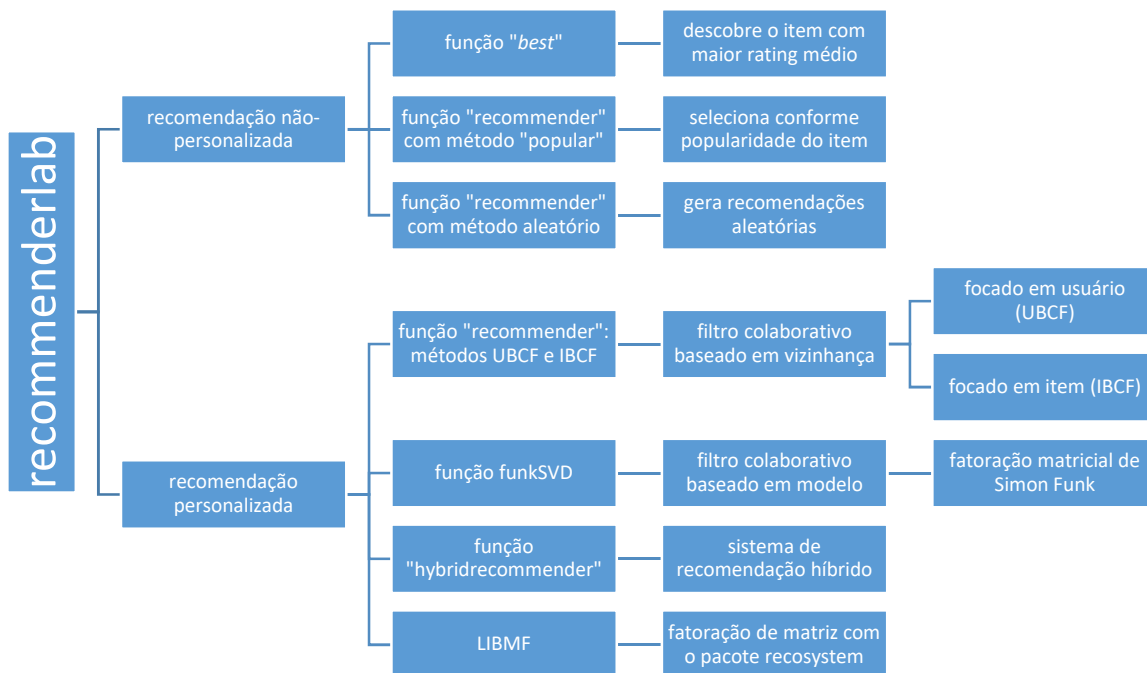 recommenderlab
recomendação não-
personalizada
função "best"
descobre o item com
maior rating médio
função "recommender"
com método "popular"
seleciona conforme
popularidade do item
função "recommender"
com método aleatório
gera recomendações
aleatórias
recomendação
personalizada
função "recommender":
métodos UBCF e IBCF
filtro colaborativo
baseado em vizinhança
focado em usuário
(UBCF)
focado em item (IBCF)
função funkSVD
filtro colaborativo
baseado em modelo
fatoração matricial de
Simon Funk
função
"hybridrecommender"
sistema de
recomendação híbrido
LIBMF
fatoração de matriz com
o pacote recosystem